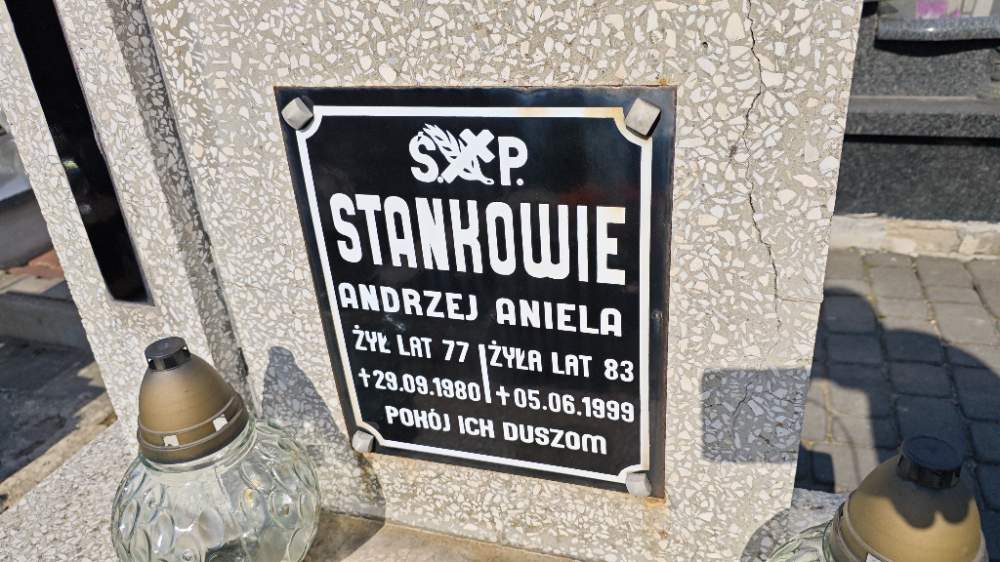 Ś. P.
STANKOWIE
ANDRZEJ ANIELA
ŻYŁ LAT 77 ŻYŁA LAT 83
+29.09.1980 +05.06.1999
POKÓJ ICH DUSZOM